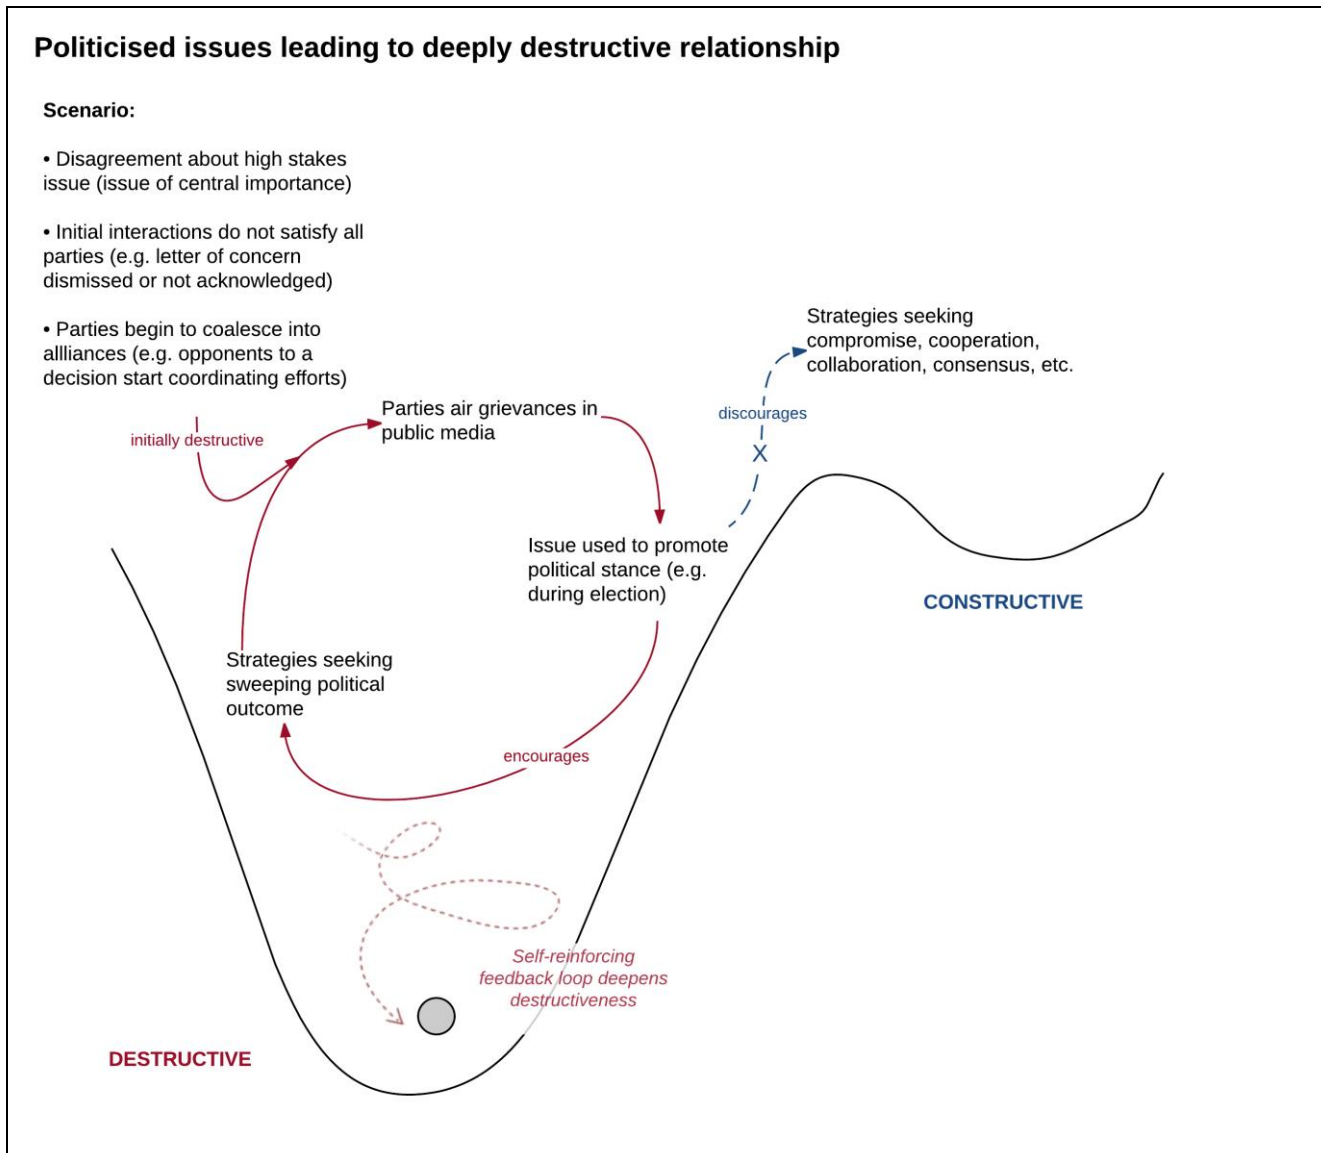 Politicised issues leading to deeply destructive relationship
Scenario:
• Disagreement about high stakes
issue (issue of central importance)
• Initial interactions do not satisfy all
parties (e.g. letter of concern
dismissed or not acknowledged)
• Parties begin to coalesce into
allliances (e.g. opponents to a
decision start coordinating efforts)
initially destructive
Parties air grievances in
public media
discourages
X
Strategies seeking
compromise, cooperation,
collaboration, consensus, etc.
Issue used to promote
political stance (e.g.
during election)
CONSTRUCTIVE
Strategies seeking
sweeping political
outcome
encourages
Self-reinforcing
feedback loop deepens
destructiveness
DESTRUCTIVE